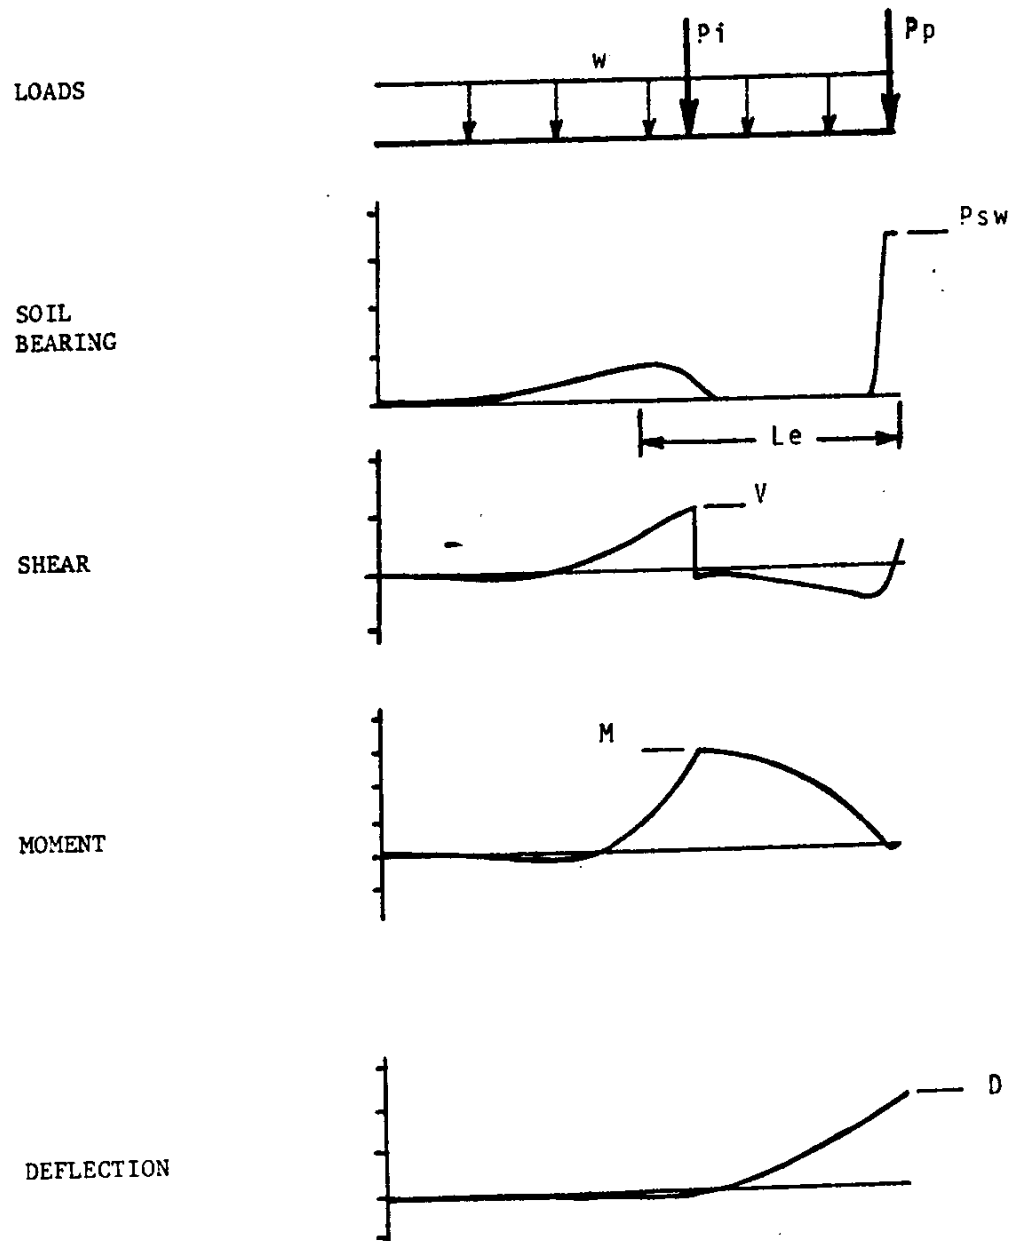 Pi
Pp
w
LOADS
Psw
SOIL
BEARING
Le
V
SHEAR
M
MOMENT
D
DEFLECTION